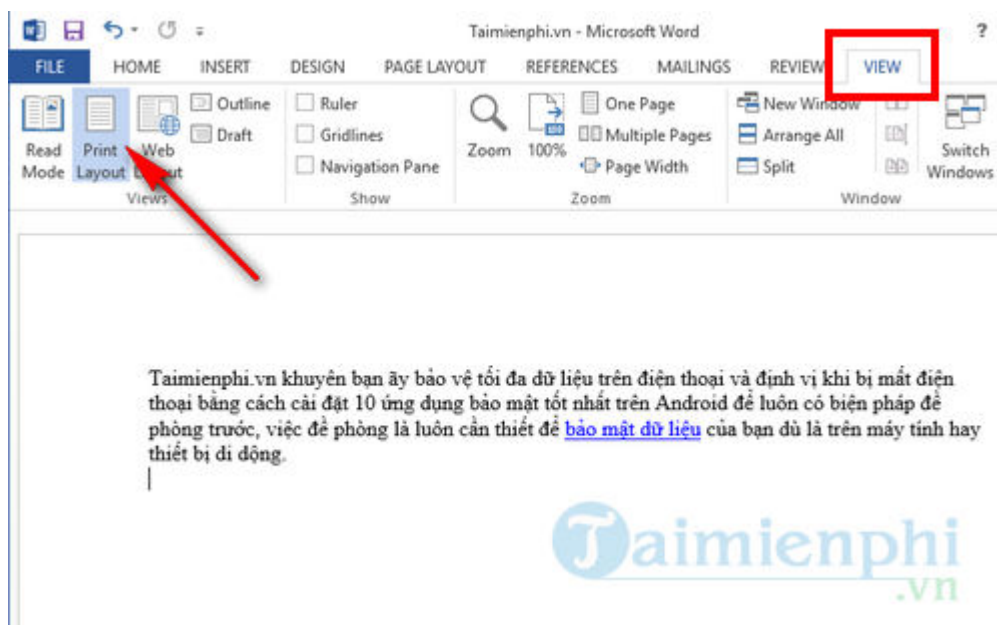 Taimienphi.vn - Microsoft Word ?
FILE HOME INSERT DESIGN PAGE LAYOUT REFERENCES MAILINGS REVIEW VIEW
Read Mode
Print Layout
Web
Outline
Draft
Views
Ruler
Gridlines
Navigation Pane
Show
Zoom
100%
One Page
Multiple Pages
Page Width
Zoom
New Window
Arrange All
Split
Switch Windows
Window
Taimienphi.vn khuyên bạn ãy bảo vệ tối đa dữ liệu trên điện thoại và định vị khi bị mất điện
thoại bằng cách cài đặt 10 ứng dụng bảo mật tốt nhất trên Android để luôn có biện pháp đề
phòng trước, việc đề phòng là luôn cần thiết để bảo mật dữ liệu của bạn dù là trên máy tính hay
thiết bị di động.
Taimienphi
.vn